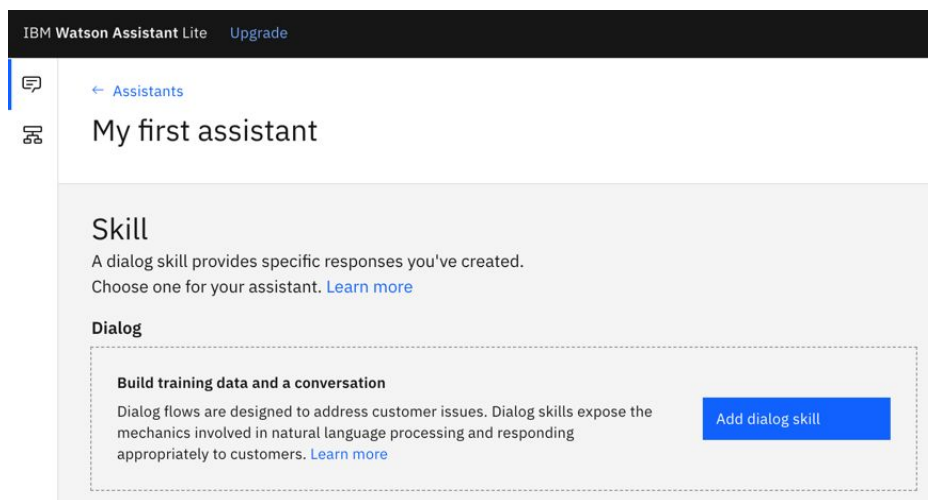 IBM Watson Assistant Lite Upgrade
← Assistants
My first assistant
Skill
A dialog skill provides specific responses you've created.
Choose one for your assistant. Learn more
Dialog
Build training data and a conversation
Dialog flows are designed to address customer issues. Dialog skills expose the
mechanics involved in natural language processing and responding
appropriately to customers. Learn more
Add dialog skill